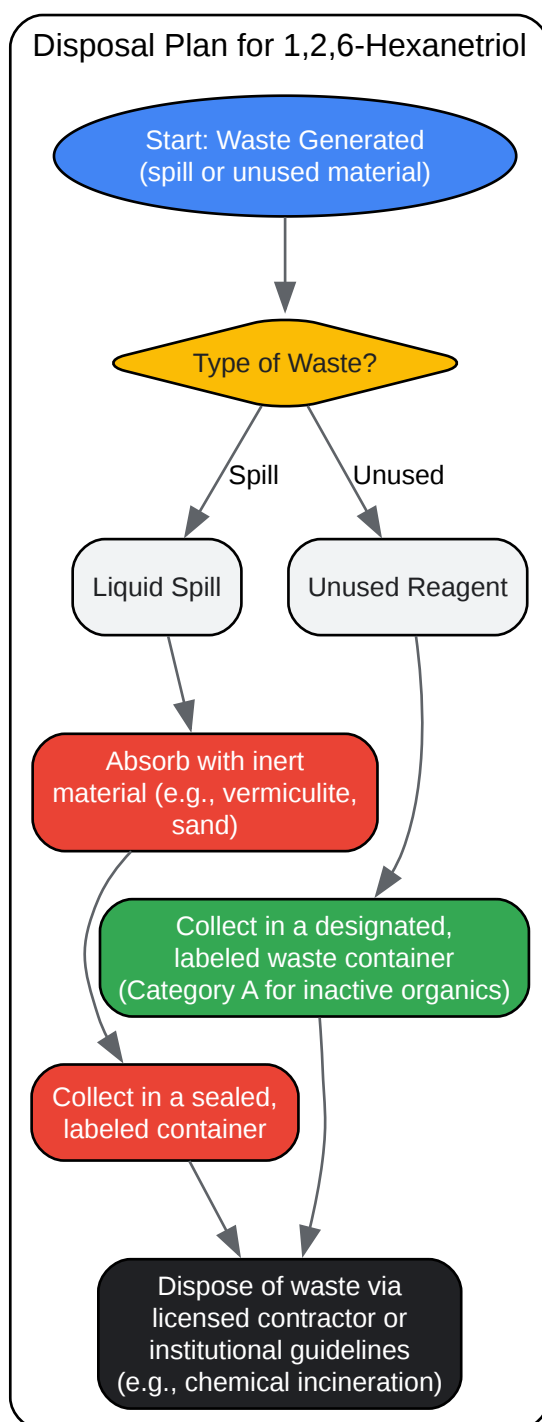 Disposal Plan for 1,2,6-Hexanetriol
Start: Waste Generated
(spill or unused material)
Type of Waste?
Spill
Unused
Liquid Spill
Unused Reagent
Absorb with inert
material (e.g., vermiculite,
sand)
Collect in a designated,
labeled waste container
(Category A for inactive organics)
Collect in a sealed,
labeled container
Dispose of waste via
licensed contractor or
institutional guidelines
(e.g., chemical incineration)